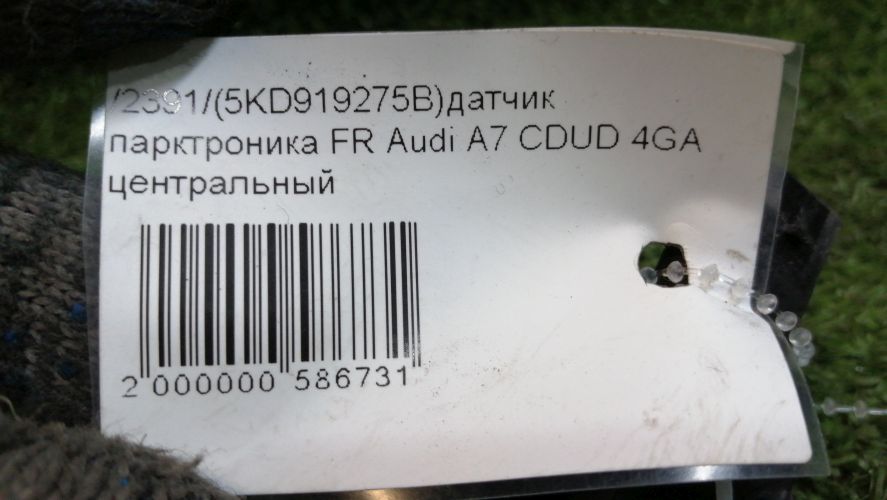 /2391/(5KD919275B)датчик
парктроника FR Audi A7 CDUD 4GA
центральный
2 000000 586731